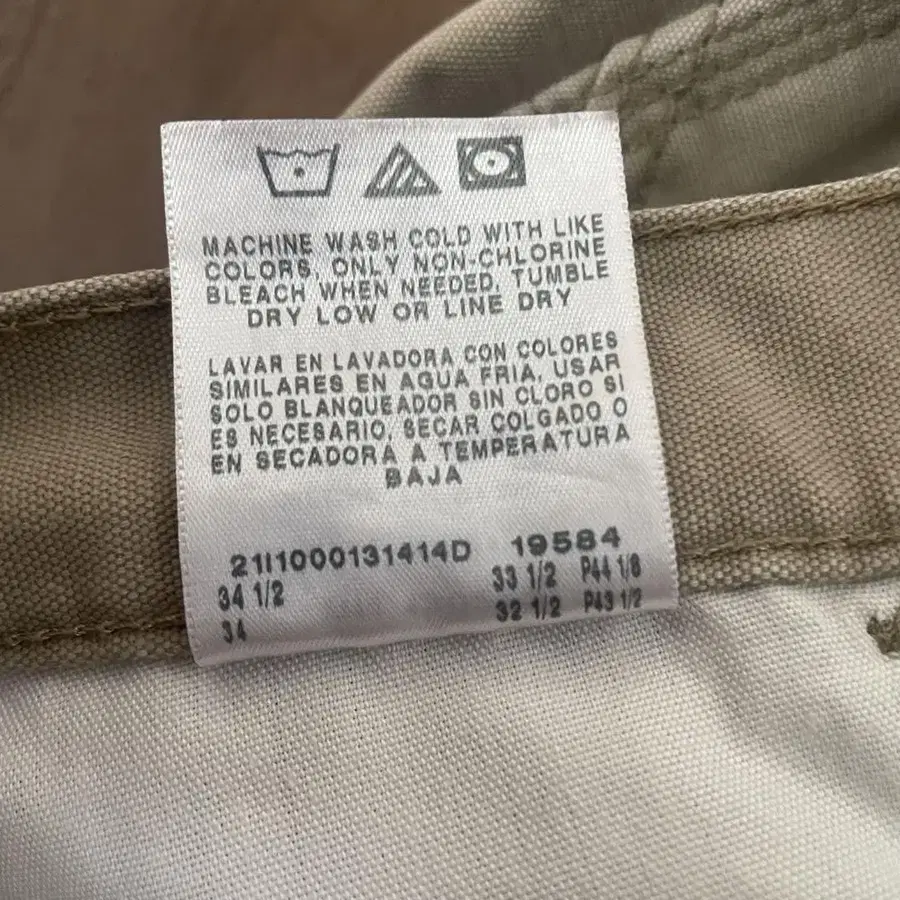 MACHINE WASH COLD WITH LIKE
COLORS, ONLY NON-CHLORINE
BLEACH WHEN NEEDED, TUMBLE
DRY LOW OR LINE DRY
LAVAR EN LAVADORA CON COLORES
SIMILARES EN AGUA FRIA, USAR
SOLO BLANQUEADOR SIN CLORO SI
ES NECESARIO, SECAR COLGADO O
EN SECADORA A TEMPERATURA
BAJA
21I1000131414D 19584
34 1/2 33 1/2 P44 1/8
34 32 1/2 P43 1/2